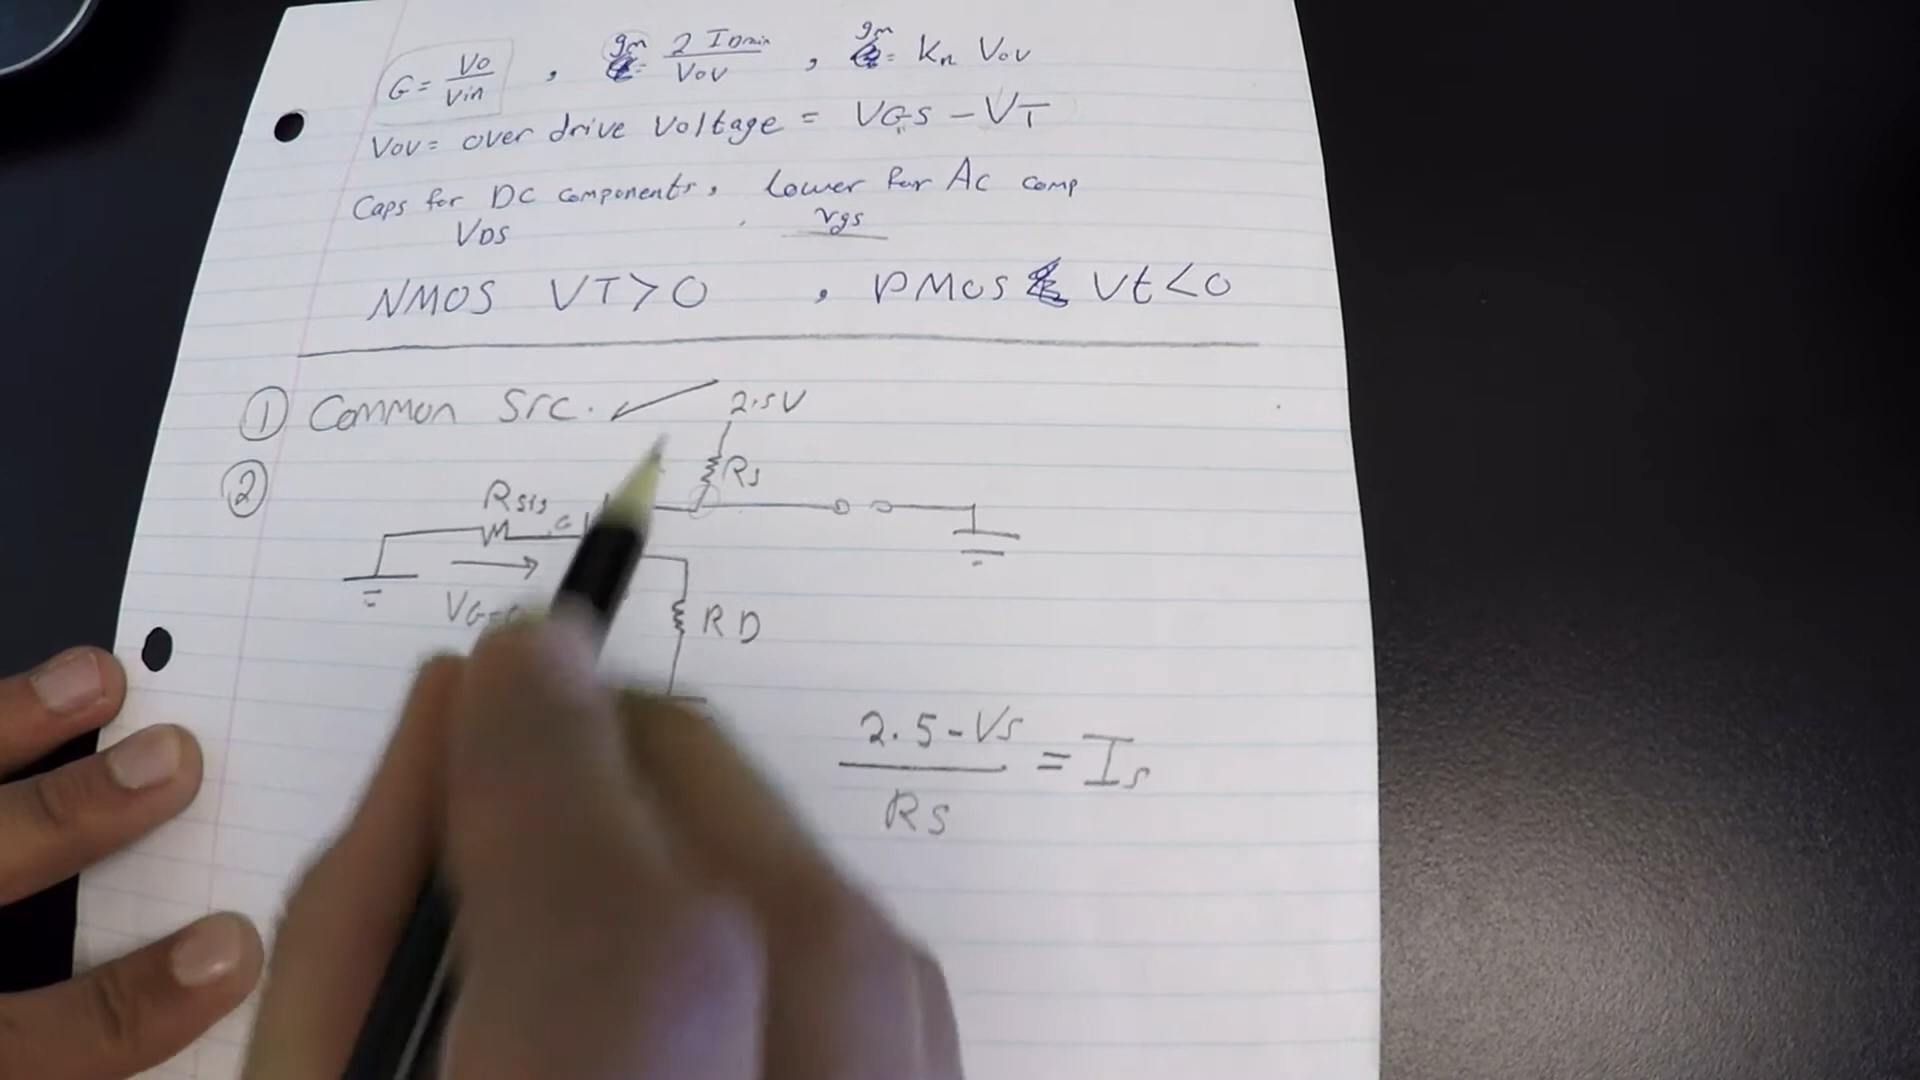 G = Vo/Vin , gm = 2 IDmin/VOV , gm = Kn VOV
VOV = over drive Voltage = VGS - VT
Caps for DC components, lower for AC comp
VDS vgs
NMOS VT>0 , PMOS Vt<0
① Common Src.
2.5V
② Rs
Rsig
VG=
RD
2.5-Vs/Rs = Is